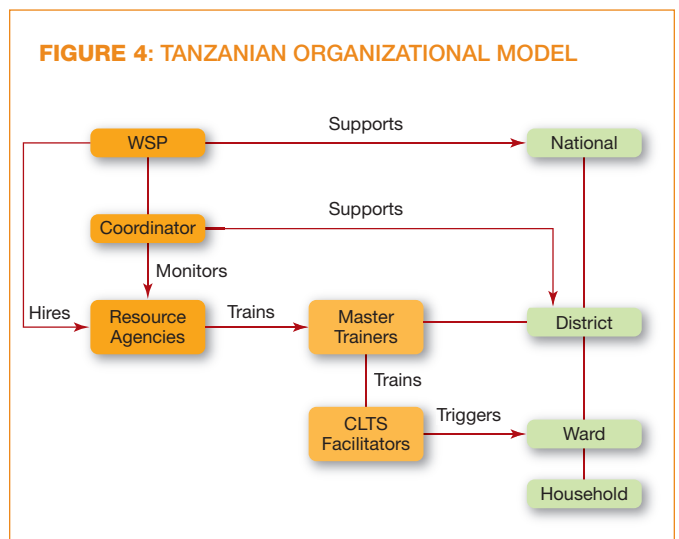 FIGURE 4: TANZANIAN ORGANIZATIONAL MODEL
Supports
WSP
National
Supports
Coordinator
Monitors
Hires
Resource
Agencies
Trains
Master
Trainers
District
Trains
CLTS
Facilitators
Triggers
Ward
Household